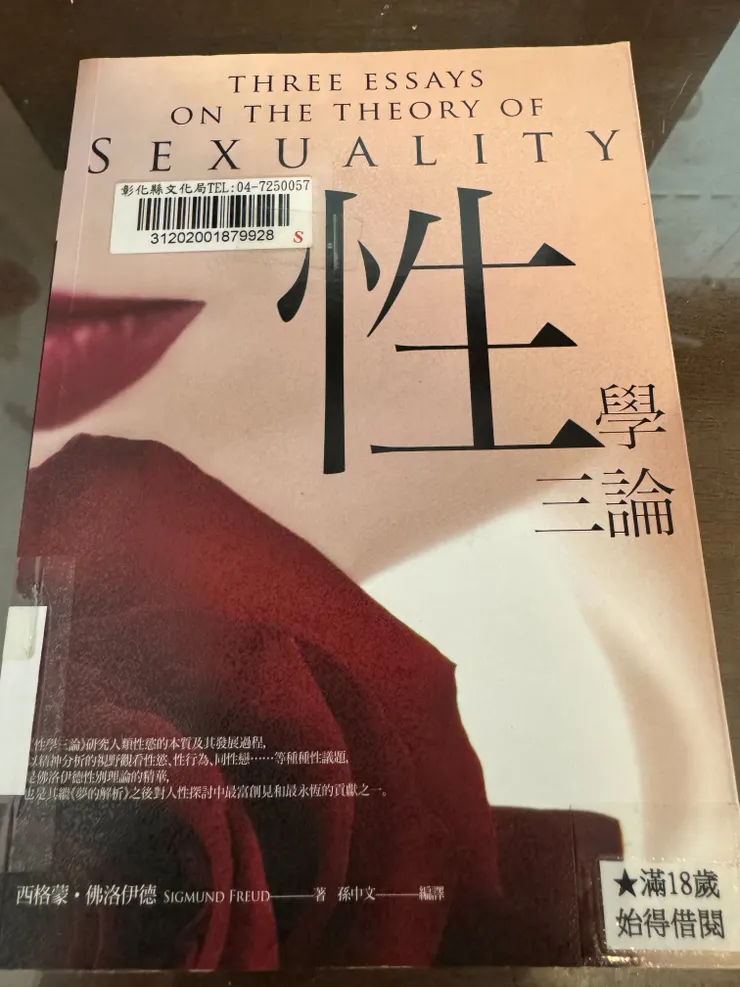 THREE ESSAYS
ON THE THEORY OF
SEXUALITY
彰化縣文化局TEL:04-7250057
31202001879928 S
性
學
三論
《性學三論》研究人類性慾的本質及其發展過程,
以精神分析的視野觀看性慾、性行為、同性戀……等種種性議題,
是佛洛伊德性別理論的精華,
也是其繼《夢的解析》之後對人性探討中最富創見和最永恆的貢獻之一。
西格蒙・佛洛伊德 SIGMUND FREUD——著 孫中文——編譯
★滿18歲
始得借閱